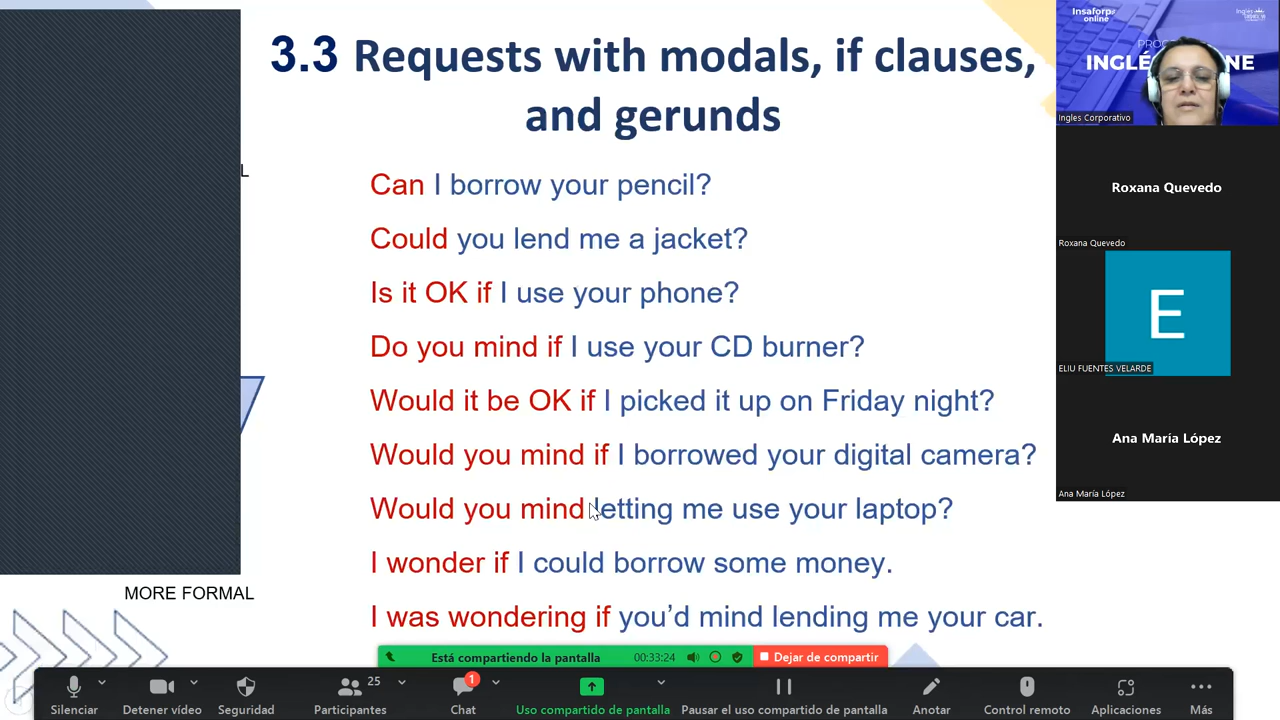 3.3 Requests with modals, if clauses,
and gerunds
L
Can I borrow your pencil?
Could you lend me a jacket?
Is it OK if I use your phone?
Do you mind if I use your CD burner?
Would it be OK if I picked it up on Friday night?
Would you mind if I borrowed your digital camera?
Would you mind letting me use your laptop?
I wonder if I could borrow some money.
I was wondering if you'd mind lending me your car.
MORE FORMAL
Insaforp
online
Inglés
INGLÉ NE
Ingles Corporativo
Roxana Quevedo
Roxana Quevedo
E
ELIU FUENTES VELARDE
Ana María López
Ana María López
Está compartiendo la pantalla
00:33:24
Dejar de compartir
Silenciar
Detener vídeo
Seguridad
25
Participantes
1
Chat
Uso compartido de pantalla
Pausar el uso compartido de pantalla
Anotar
Control remoto
Aplicaciones
Más